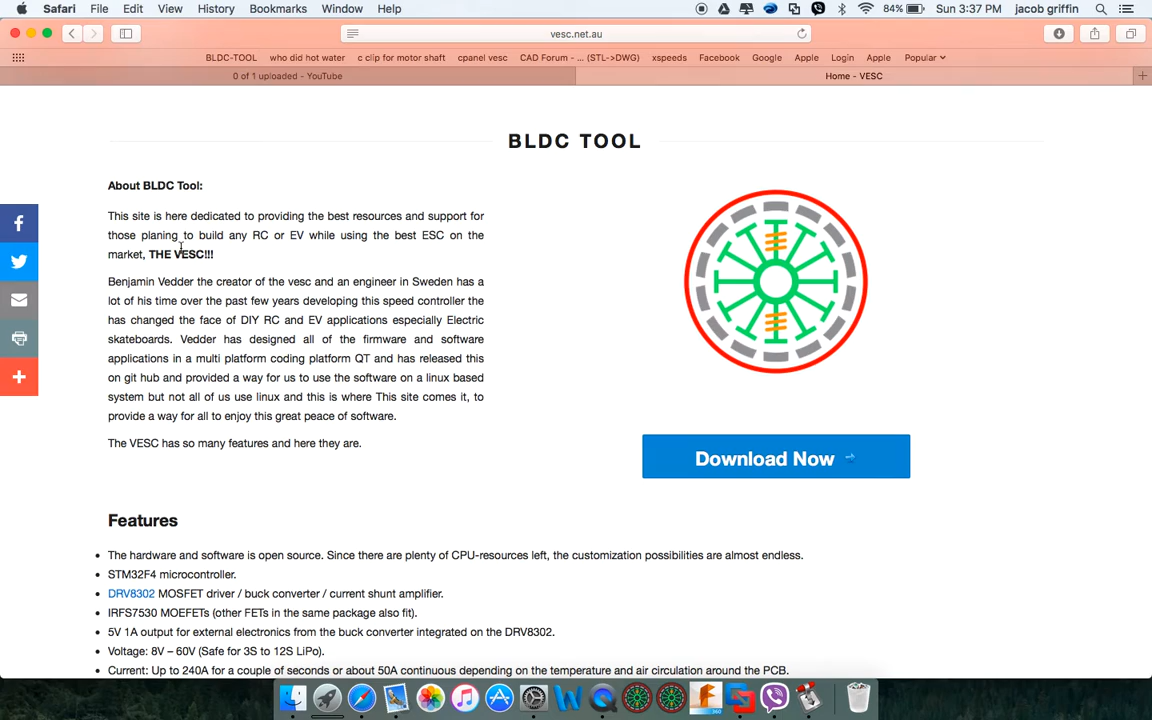 Safari File Edit View History Bookmarks Window Help 84% Sun 3:37 PM jacob griffin
vesc.net.au
BLDC-TOOL who did hot water c clip for motor shaft cpanel vesc CAD Forum - ... (STL->DWG) xspeeds Facebook Google Apple Login Apple Popular
0 of 1 uploaded - YouTube Home - VESC
BLDC TOOL
About BLDC Tool:
This site is here dedicated to providing the best resources and support for
those planing to build any RC or EV while using the best ESC on the
market, THE VESC!!!
Benjamin Vedder the creator of the vesc and an engineer in Sweden has a
lot of his time over the past few years developing this speed controller the
has changed the face of DIY RC and EV applications especially Electric
skateboards. Vedder has designed all of the firmware and software
applications in a multi platform coding platform QT and has released this
on git hub and provided a way for us to use the software on a linux based
system but not all of us use linux and this is where This site comes it, to
provide a way for all to enjoy this great peace of software.
The VESC has so many features and here they are.
Download Now
Features
The hardware and software is open source. Since there are plenty of CPU-resources left, the customization possibilities are almost endless.
STM32F4 microcontroller.
DRV8302 MOSFET driver / buck converter / current shunt amplifier.
IRFS7530 MOEFETs (other FETs in the same package also fit).
5V 1A output for external electronics from the buck converter integrated on the DRV8302.
Voltage: 8V – 60V (Safe for 3S to 12S LiPo).
Current: Up to 240A for a couple of seconds or about 50A continuous depending on the temperature and air circulation around the PCB.